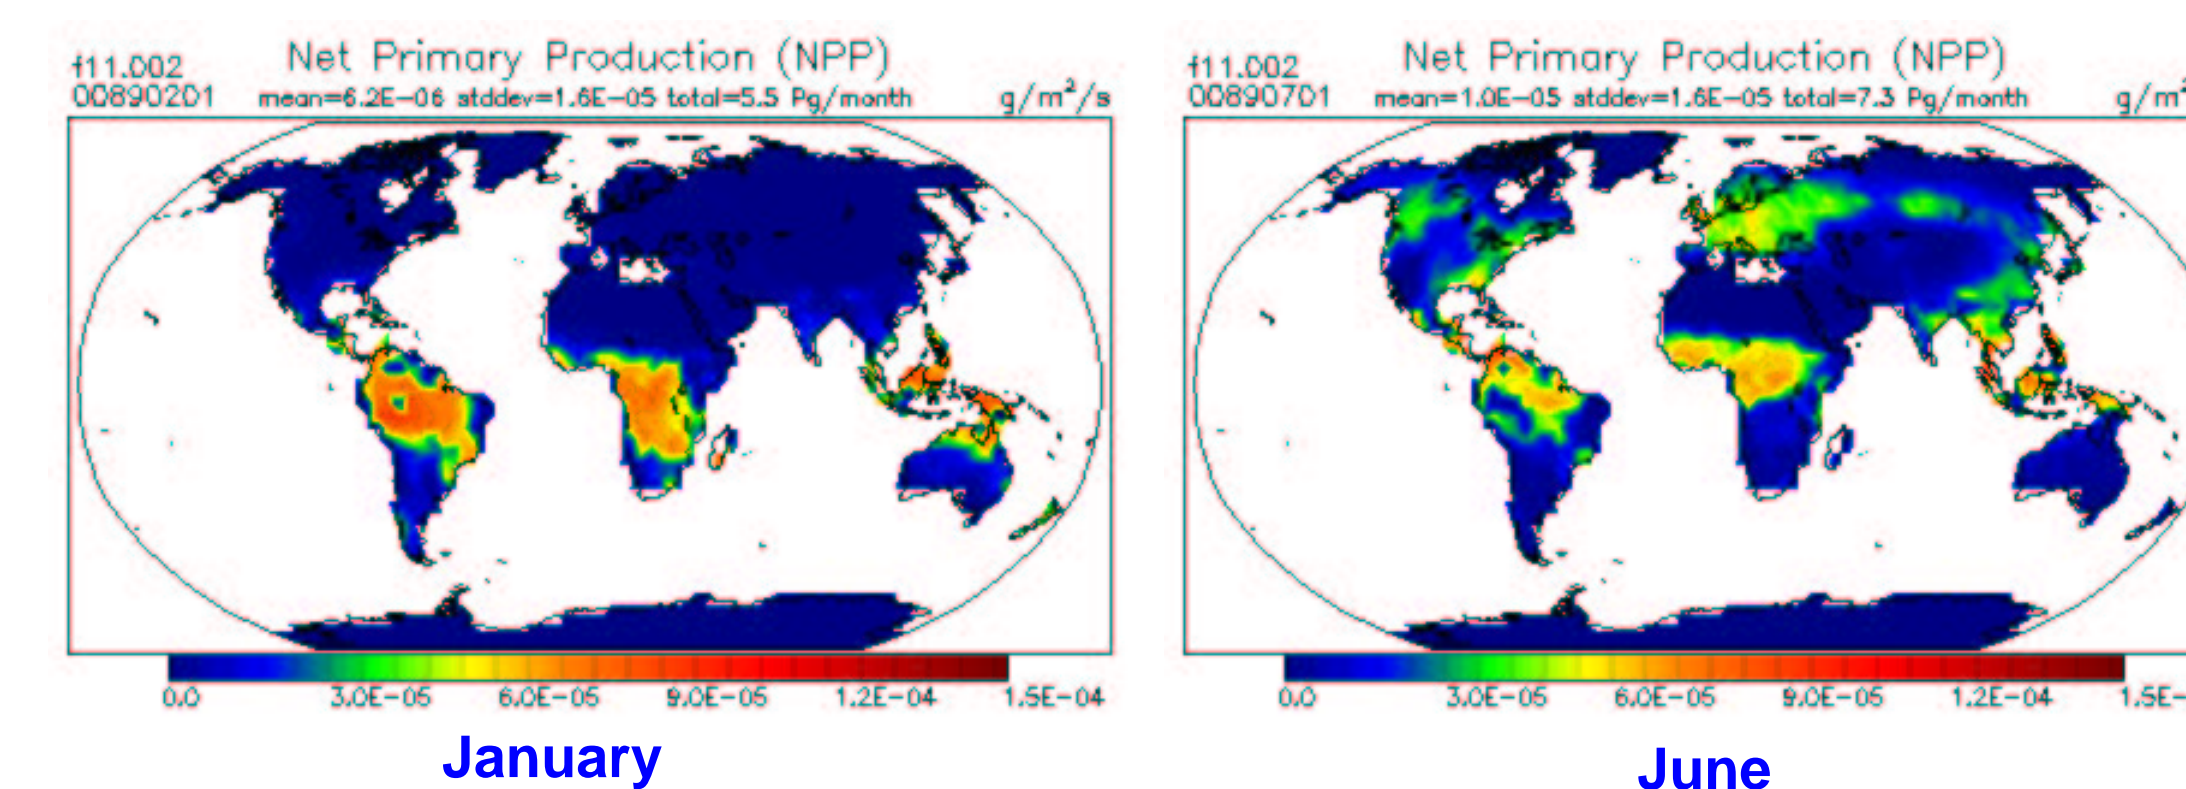 Net Primary Production (NPP)
f11.002
00890201 mean=6.2E-06 stddev=1.6E-05 total=5.5 Pg/month g/m²/s
0.0 3.0E-05 6.0E-05 9.0E-05 1.2E-04 1.5E-04
January
Net Primary Production (NPP)
f11.002
00890701 mean=1.0E-05 stddev=1.6E-05 total=7.3 Pg/month g/m²
0.0 3.0E-05 6.0E-05 9.0E-05 1.2E-04 1.5E-
June